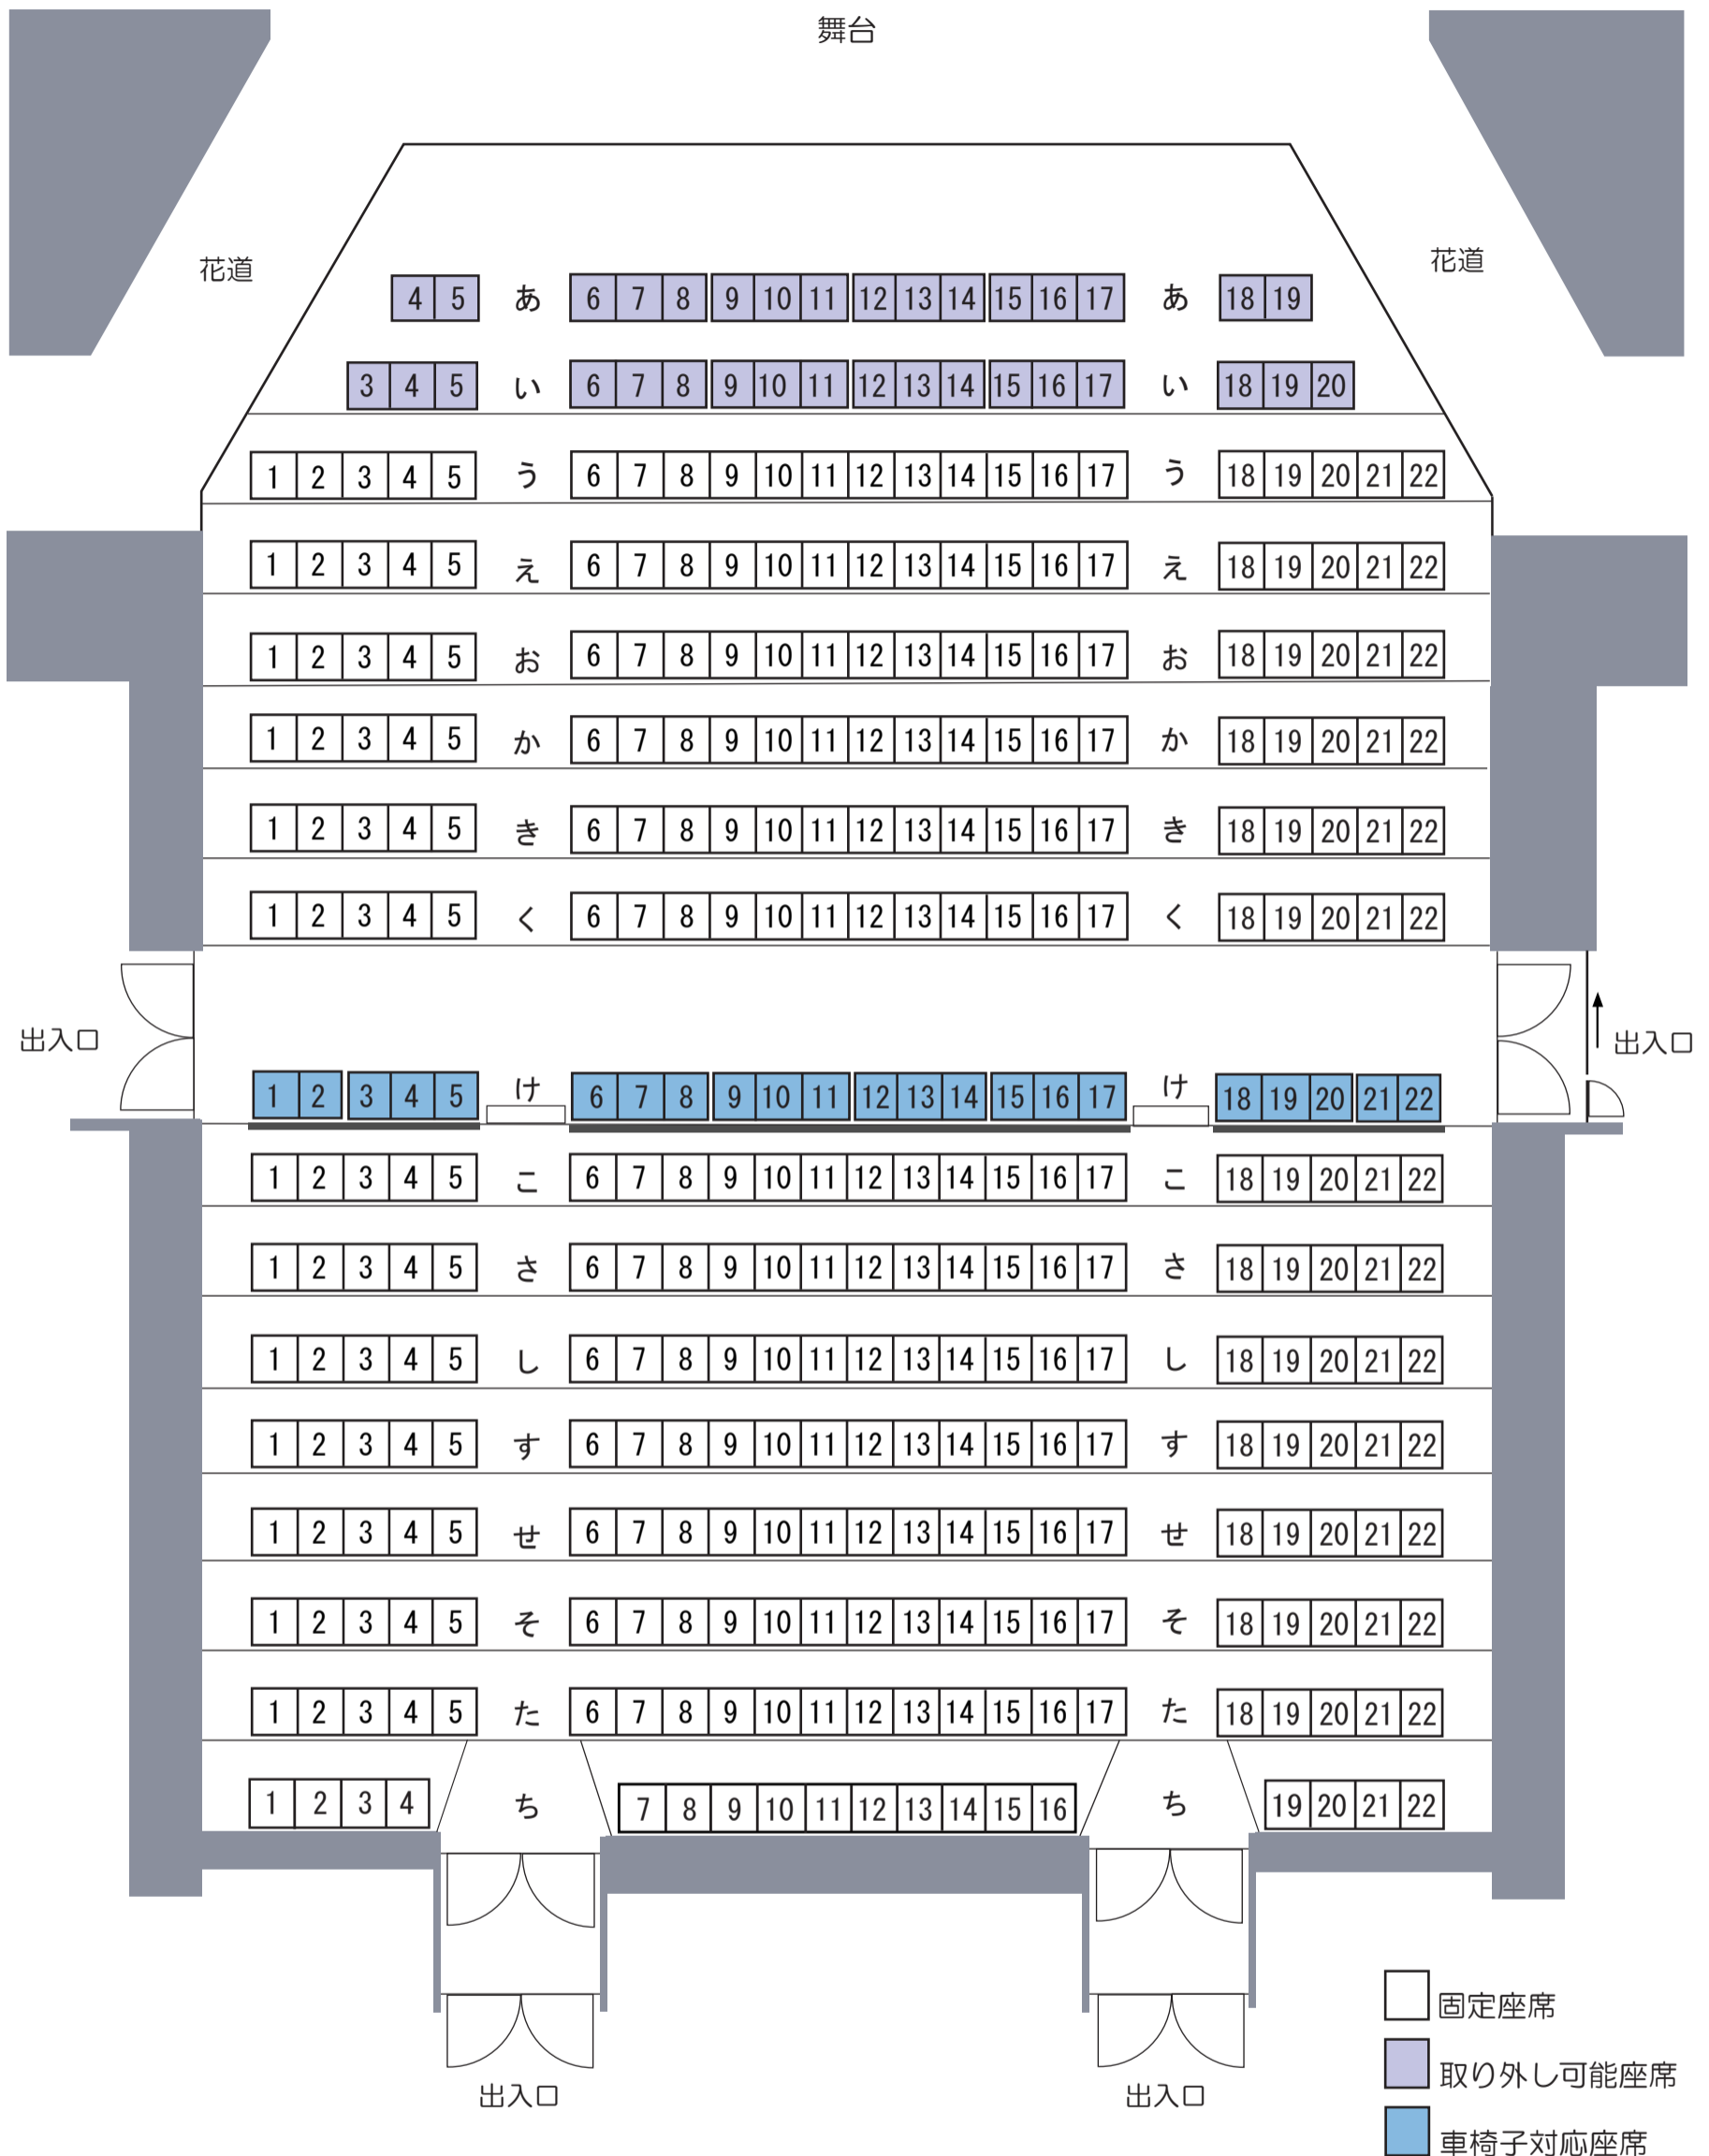 舞台
花道 花道
4 5 あ 6 7 8 9 10 11 12 13 14 15 16 17 あ 18 19
3 4 5 い 6 7 8 9 10 11 12 13 14 15 16 17 い 18 19 20
1 2 3 4 5 う 6 7 8 9 10 11 12 13 14 15 16 17 う 18 19 20 21 22
1 2 3 4 5 え 6 7 8 9 10 11 12 13 14 15 16 17 え 18 19 20 21 22
1 2 3 4 5 お 6 7 8 9 10 11 12 13 14 15 16 17 お 18 19 20 21 22
1 2 3 4 5 か 6 7 8 9 10 11 12 13 14 15 16 17 か 18 19 20 21 22
1 2 3 4 5 き 6 7 8 9 10 11 12 13 14 15 16 17 き 18 19 20 21 22
1 2 3 4 5 く 6 7 8 9 10 11 12 13 14 15 16 17 く 18 19 20 21 22
出入口 出入口
1 2 3 4 5 け 6 7 8 9 10 11 12 13 14 15 16 17 け 18 19 20 21 22
1 2 3 4 5 こ 6 7 8 9 10 11 12 13 14 15 16 17 こ 18 19 20 21 22
1 2 3 4 5 さ 6 7 8 9 10 11 12 13 14 15 16 17 さ 18 19 20 21 22
1 2 3 4 5 し 6 7 8 9 10 11 12 13 14 15 16 17 し 18 19 20 21 22
1 2 3 4 5 す 6 7 8 9 10 11 12 13 14 15 16 17 す 18 19 20 21 22
1 2 3 4 5 せ 6 7 8 9 10 11 12 13 14 15 16 17 せ 18 19 20 21 22
1 2 3 4 5 そ 6 7 8 9 10 11 12 13 14 15 16 17 そ 18 19 20 21 22
1 2 3 4 5 た 6 7 8 9 10 11 12 13 14 15 16 17 た 18 19 20 21 22
1 2 3 4 ち 7 8 9 10 11 12 13 14 15 16 ち 19 20 21 22
出入口 出入口
固定座席
取り外し可能座席
車椅子対応座席